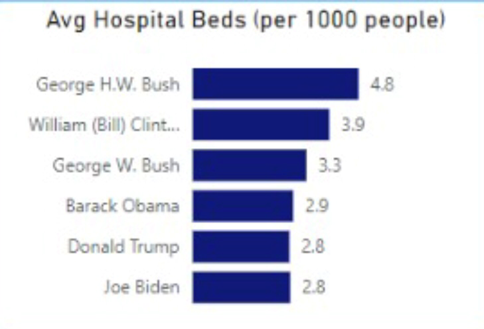 Avg Hospital Beds (per 1000 people)
George H.W. Bush 4.8
William (Bill) Clint... 3.9
George W. Bush 3.3
Barack Obama 2.9
Donald Trump 2.8
Joe Biden 2.8